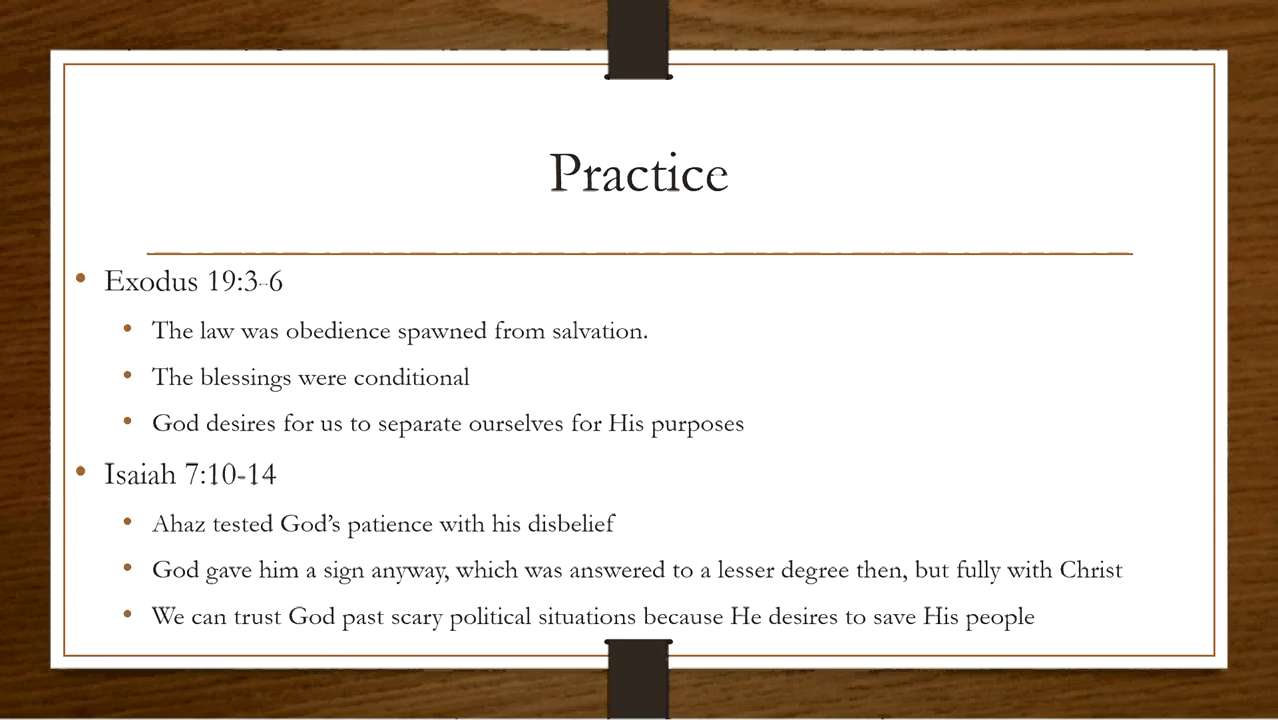 Practice
• Exodus 19:3-6
• The law was obedience spawned from salvation.
• The blessings were conditional
• God desires for us to separate ourselves for His purposes
• Isaiah 7:10-14
• Ahaz tested God’s patience with his disbelief
• God gave him a sign anyway, which was answered to a lesser degree then, but fully with Christ
• We can trust God past scary political situations because He desires to save His people